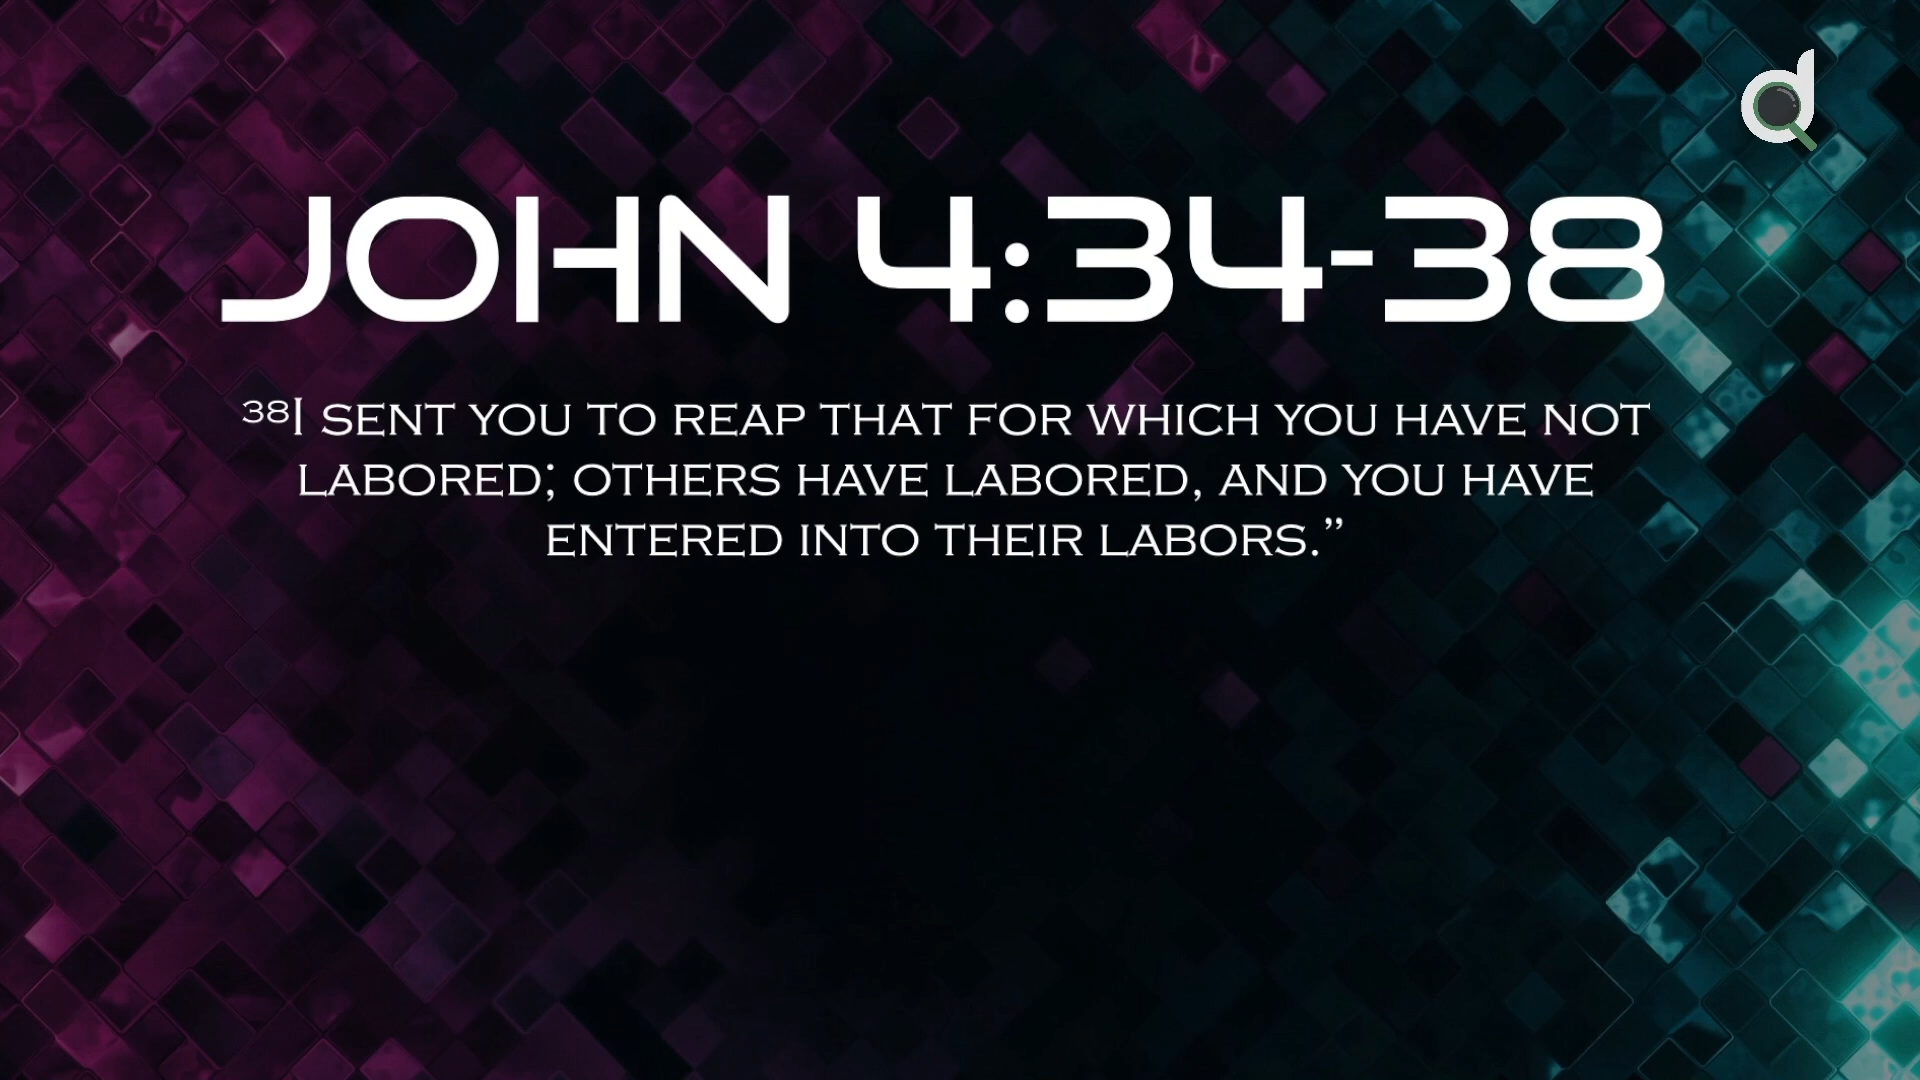 JOHN 4:34-38
³⁸I SENT YOU TO REAP THAT FOR WHICH YOU HAVE NOT
LABORED; OTHERS HAVE LABORED, AND YOU HAVE
ENTERED INTO THEIR LABORS.”